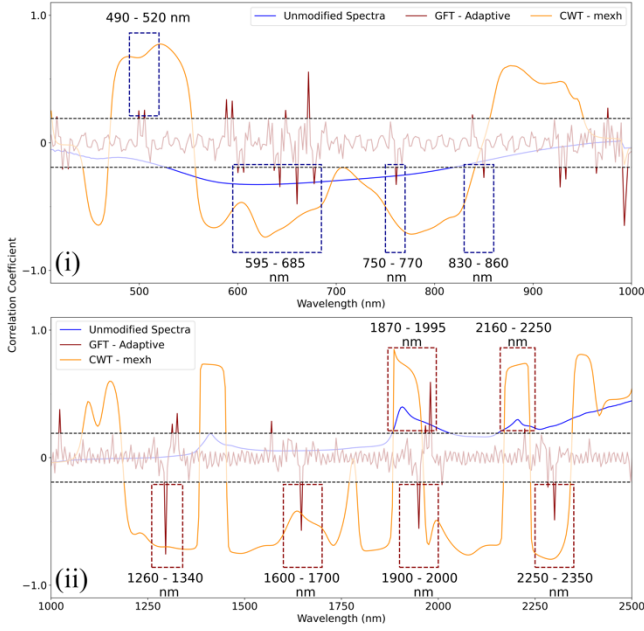 490 - 520 nm
Unmodified Spectra
GFT - Adaptive
CWT - mexh
1.0
0
−1.0
(i)
595 - 685
nm
750 - 770
nm
830 - 860
nm
500
600
700
800
900
1000
Wavelength (nm)
Correlation Coefficient
1870 - 1995
nm
2160 - 2250
nm
Unmodified Spectra
GFT - Adaptive
CWT - mexh
1.0
0
−1.0
(ii)
1260 - 1340
nm
1600 - 1700
nm
1900 - 2000
nm
2250 - 2350
nm
1000
1250
1500
1750
2000
2250
2500
Wavelength (nm)